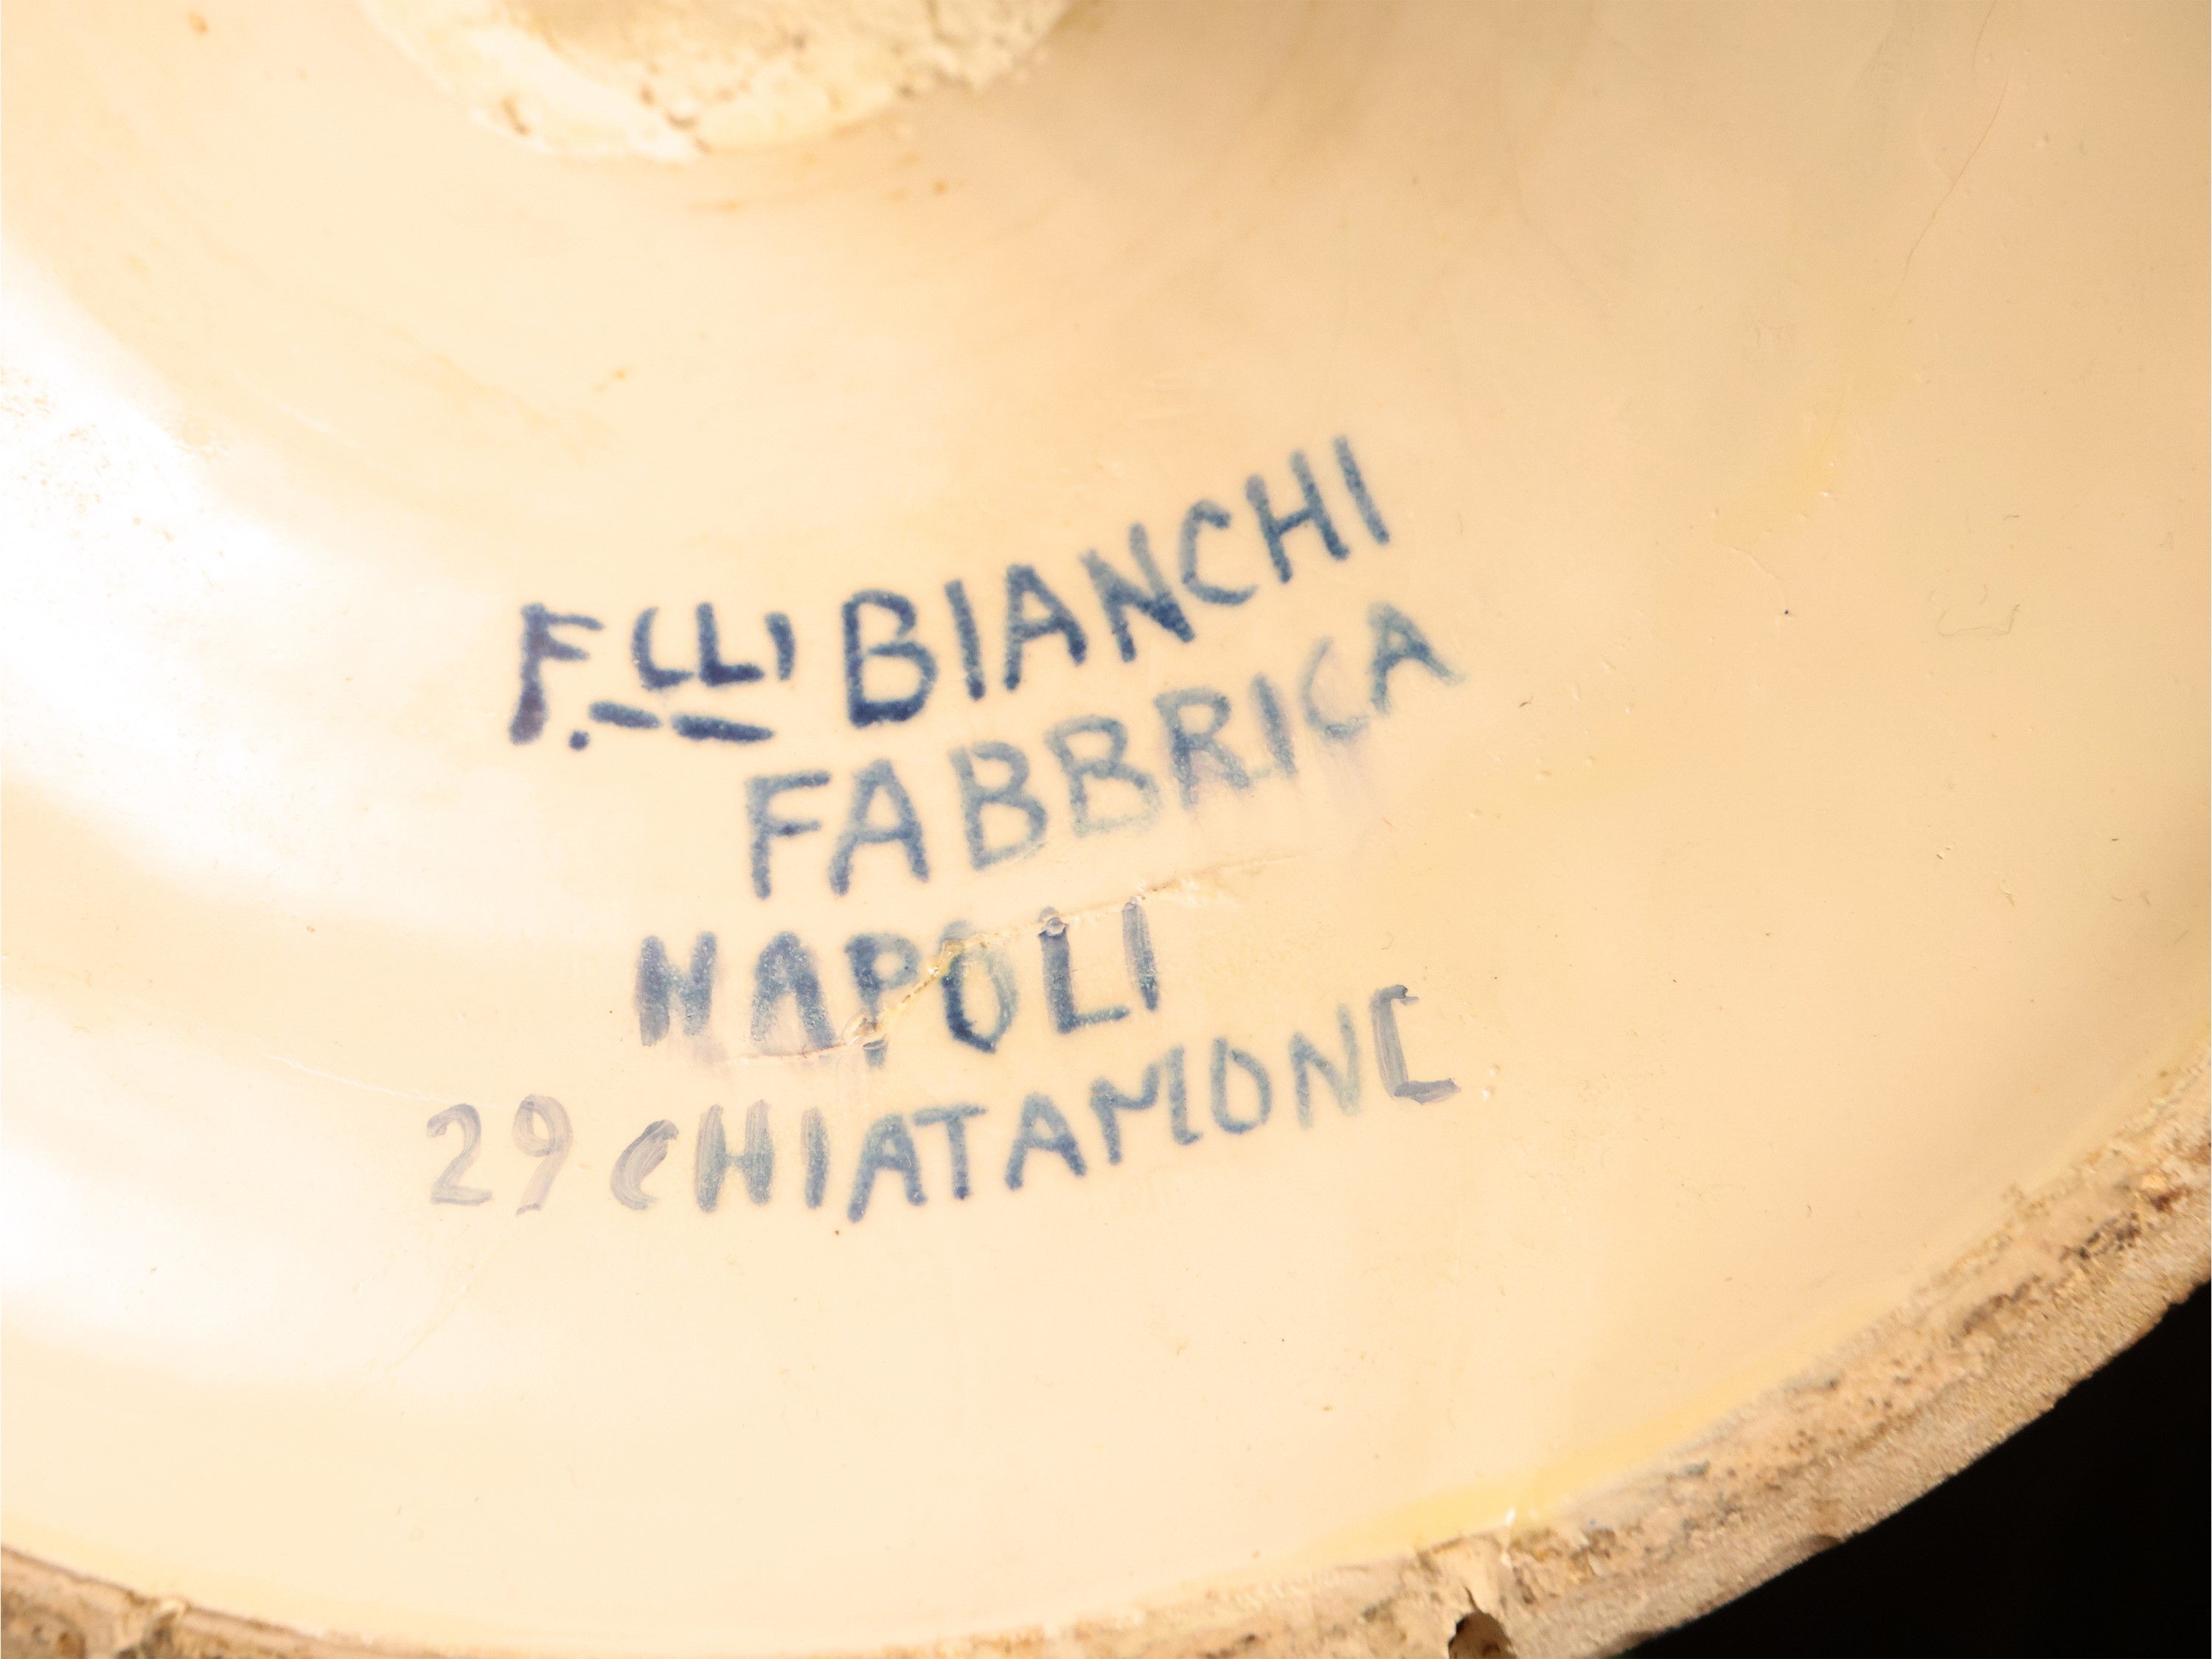 F.LLI BIANCHI
FABBRICA
NAPOLI
29 CHIATAMONE